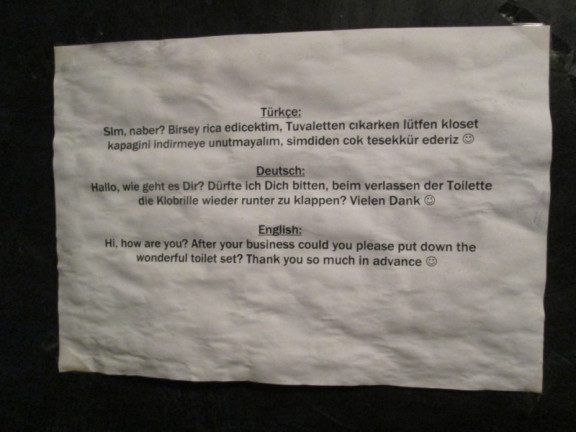 Türkçe:
Slm, naber? Birsey rica edicektim, Tuvaletten cıkarken lütfen kloset
kapagini indirmeye unutmayalım, simdiden cok tesekkür ederiz ☺
Deutsch:
Hallo, wie geht es Dir? Dürfte ich Dich bitten, beim verlassen der Toilette
die Klobrille wieder runter zu klappen? Vielen Dank ☺
English:
Hi, how are you? After your business could you please put down the
wonderful toilet set? Thank you so much in advance ☺